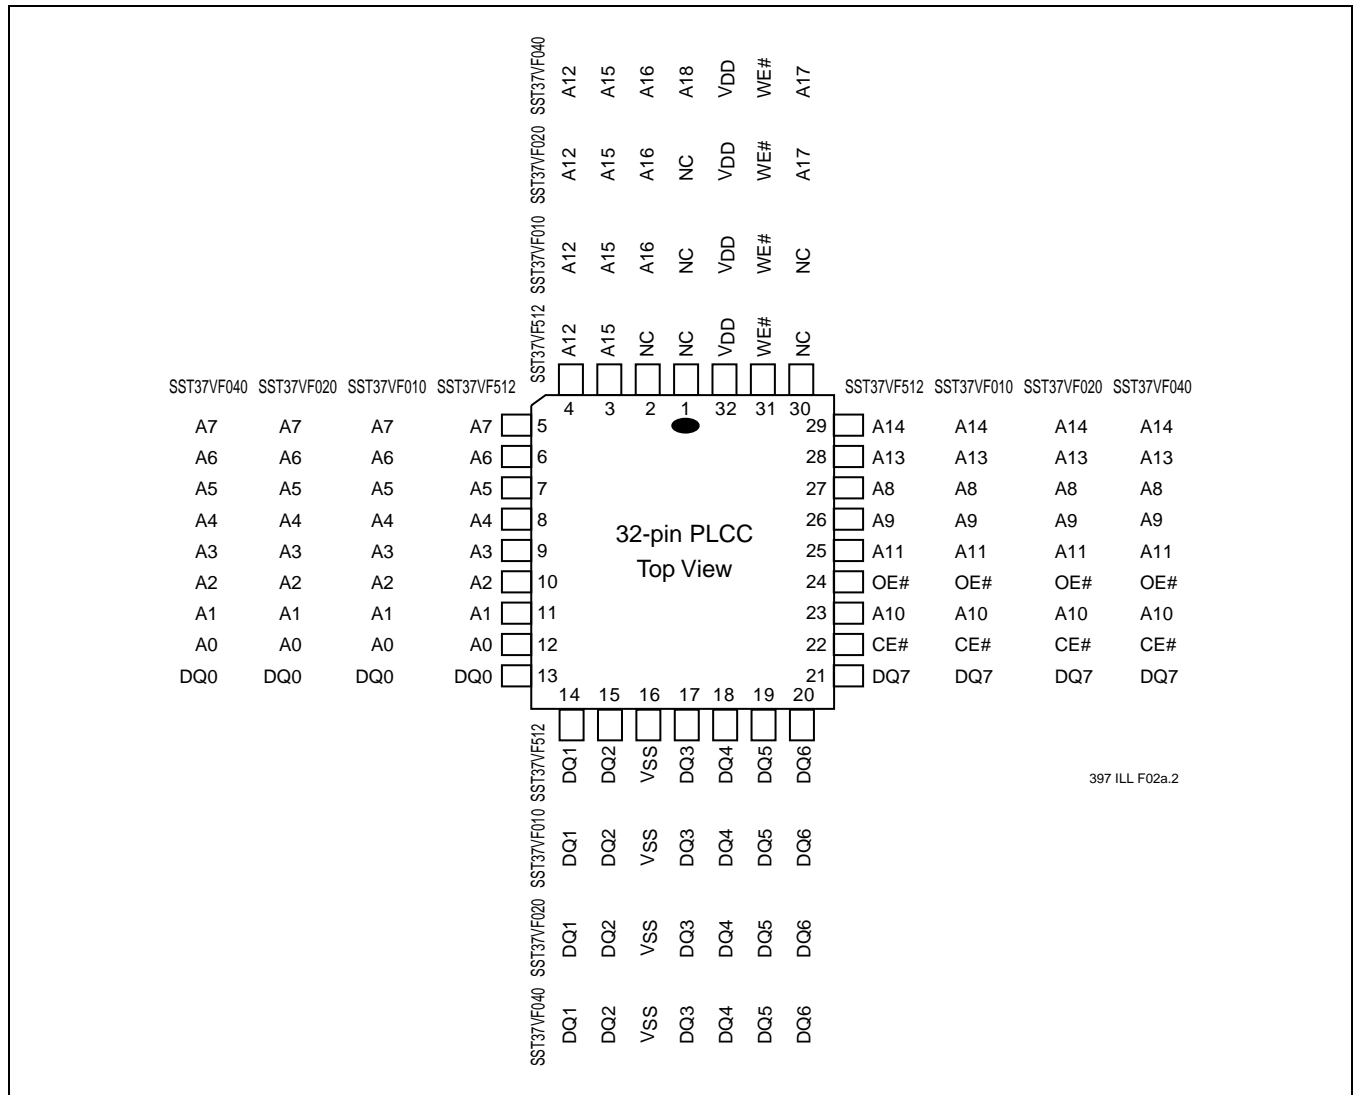 SST37VF040 A12 A15 A16 A18 VDD WE# A17
SST37VF020 A12 A15 A16 NC VDD WE# A17
SST37VF010 A12 A15 A16 NC VDD WE# NC
SST37VF512 A12 A15 NC NC VDD WE# NC
SST37VF040 SST37VF020 SST37VF010 SST37VF512 SST37VF512 SST37VF010 SST37VF020 SST37VF040
4 3 2 1 32 31 30
A7 A7 A7 A7 5 29 A14 A14 A14 A14
A6 A6 A6 A6 6 28 A13 A13 A13 A13
A5 A5 A5 A5 7 27 A8 A8 A8 A8
A4 A4 A4 A4 8 26 A9 A9 A9 A9
32-pin PLCC
A3 A3 A3 A3 9 25 A11 A11 A11 A11
Top View
A2 A2 A2 A2 10 24 OE# OE# OE# OE#
A1 A1 A1 A1 11 23 A10 A10 A10 A10
A0 A0 A0 A0 12 22 CE# CE# CE# CE#
DQ0 DQ0 DQ0 DQ0 13 21 DQ7 DQ7 DQ7 DQ7
14 15 16 17 18 19 20
SST37VF512 DQ1 DQ2 VSS DQ3 DQ4 DQ5 DQ6
397 ILL F02a.2
SST37VF010 DQ1 DQ2 VSS DQ3 DQ4 DQ5 DQ6
SST37VF020 DQ1 DQ2 VSS DQ3 DQ4 DQ5 DQ6
SST37VF040 DQ1 DQ2 VSS DQ3 DQ4 DQ5 DQ6